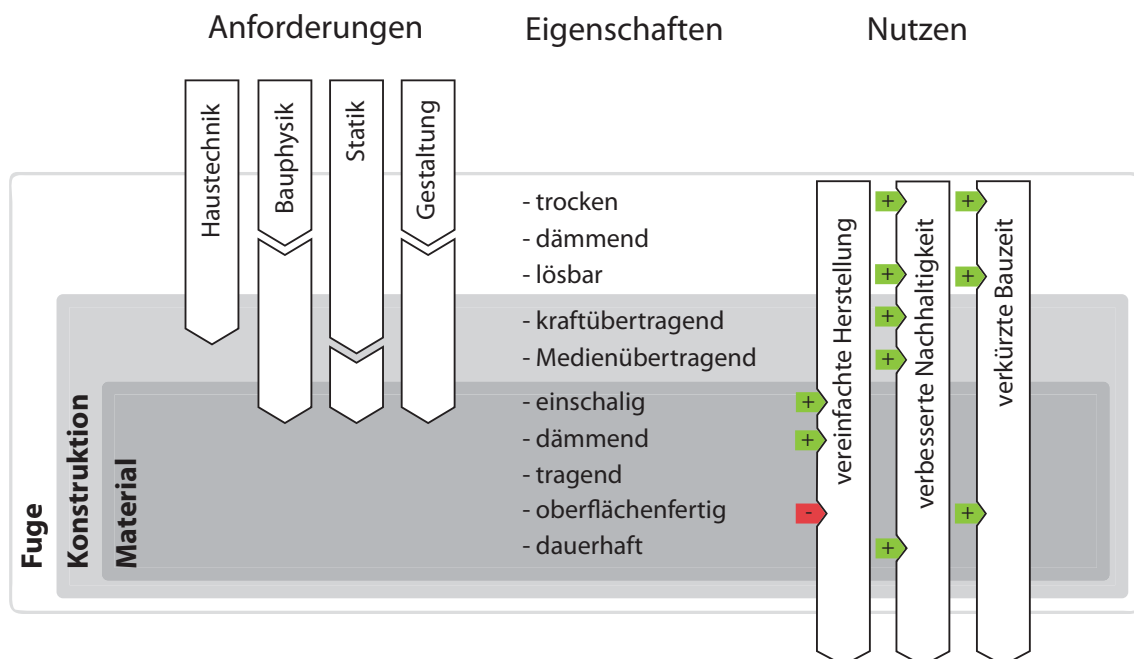 Anforderungen
Eigenschaften
Nutzen
Haustechnik
Bauphysik
Statik
Gestaltung
- trocken
- dämmend
- lösbar
- kraftübertragend
- Medienübertragend
- einschalig
- dämmend
- tragend
- oberflächenfertig
- dauerhaft
vereinfachte Herstellung
verbesserte Nachhaltigkeit
verkürzte Bauzeit
+
+
+
+
+
+
+
+
-
+
+
Fuge
Konstruktion
Material